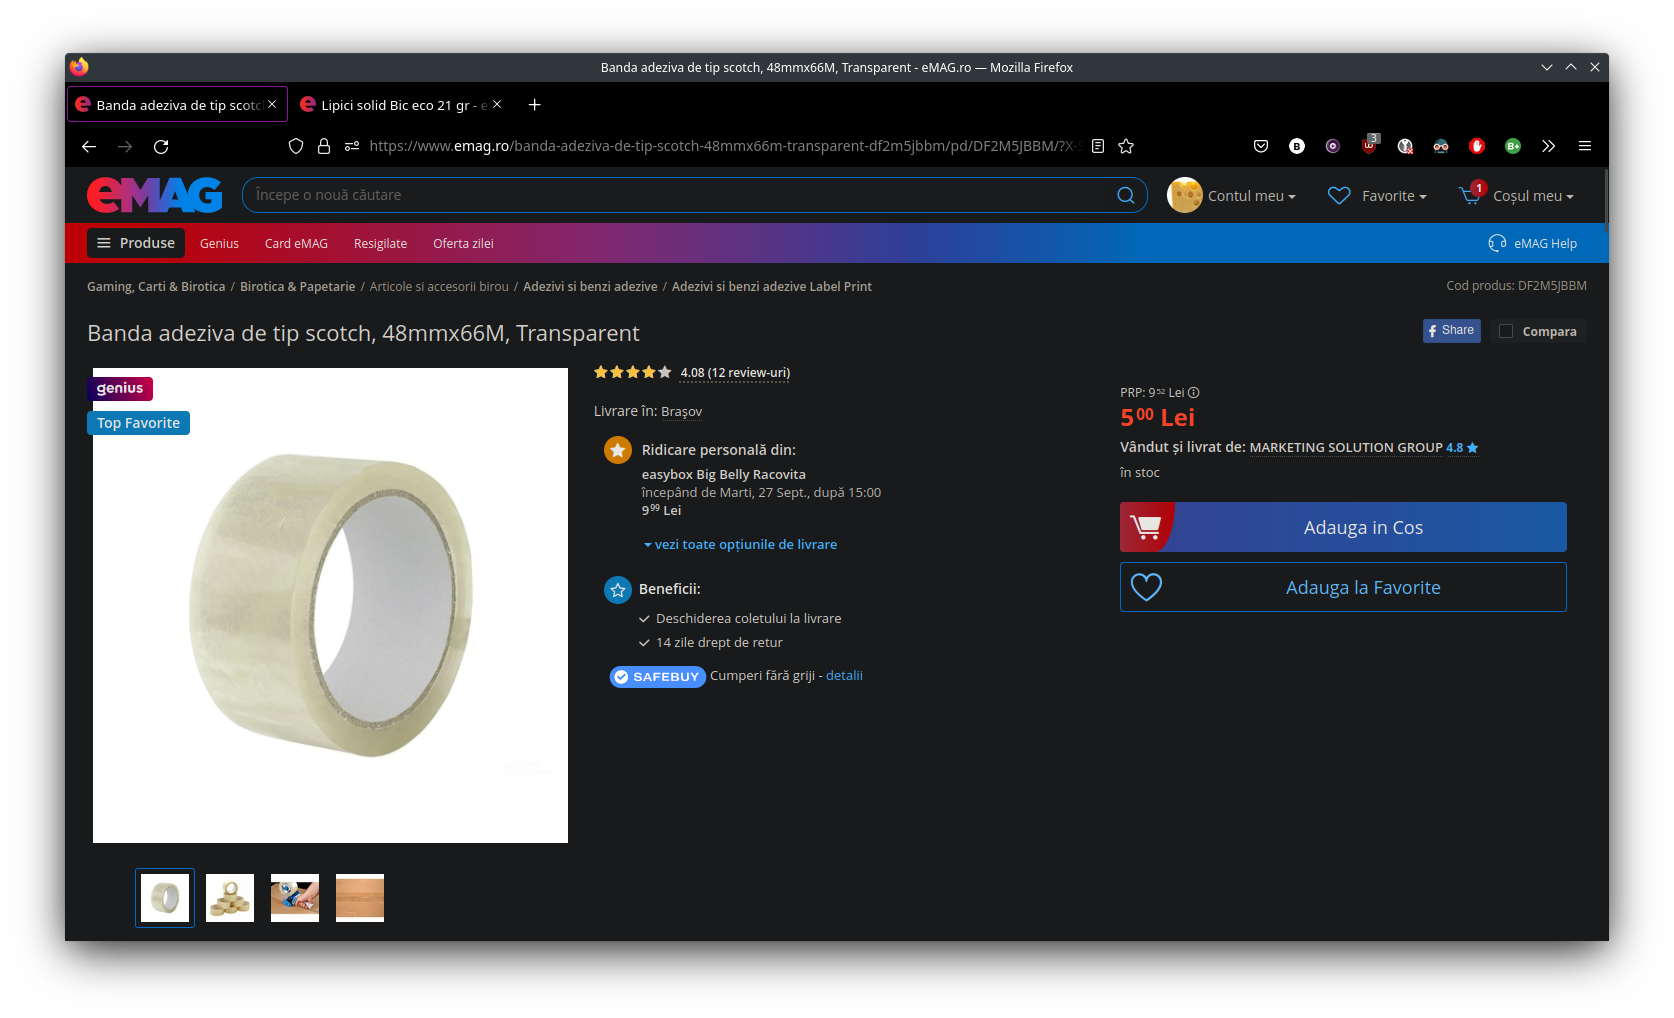 Banda adeziva de tip scotch, 48mmx66M, Transparent - eMAG.ro — Mozilla Firefox
Banda adeziva de tip scotc
Lipici solid Bic eco 21 gr - e
https://www.emag.ro/banda-adeziva-de-tip-scotch-48mmx66m-transparent-df2m5jbbm/pd/DF2M5JBBM/?X-
3
B
B+
eMAG
Începe o nouă căutare
Contul meu
Favorite
1
Coșul meu
Produse
Genius
Card eMAG
Resigilate
Oferta zilei
eMAG Help
Gaming, Carti & Birotica / Birotica & Papetarie / Articole si accesorii birou / Adezivi si benzi adezive / Adezivi si benzi adezive Label Print
Cod produs: DF2M5JBBM
Banda adeziva de tip scotch, 48mmx66M, Transparent
Share
Compara
genius
Top Favorite
4.08 (12 review-uri)
Livrare în: Brașov
Ridicare personală din:
easybox Big Belly Racovita
începând de Marti, 27 Sept., după 15:00
9⁹⁹ Lei
vezi toate opțiunile de livrare
Beneficii:
Deschiderea coletului la livrare
14 zile drept de retur
SAFEBUY Cumperi fără griji - detalii
PRP: 9⁵² Lei
5⁰⁰ Lei
Vândut și livrat de: MARKETING SOLUTION GROUP 4.8
în stoc
Adauga in Cos
Adauga la Favorite